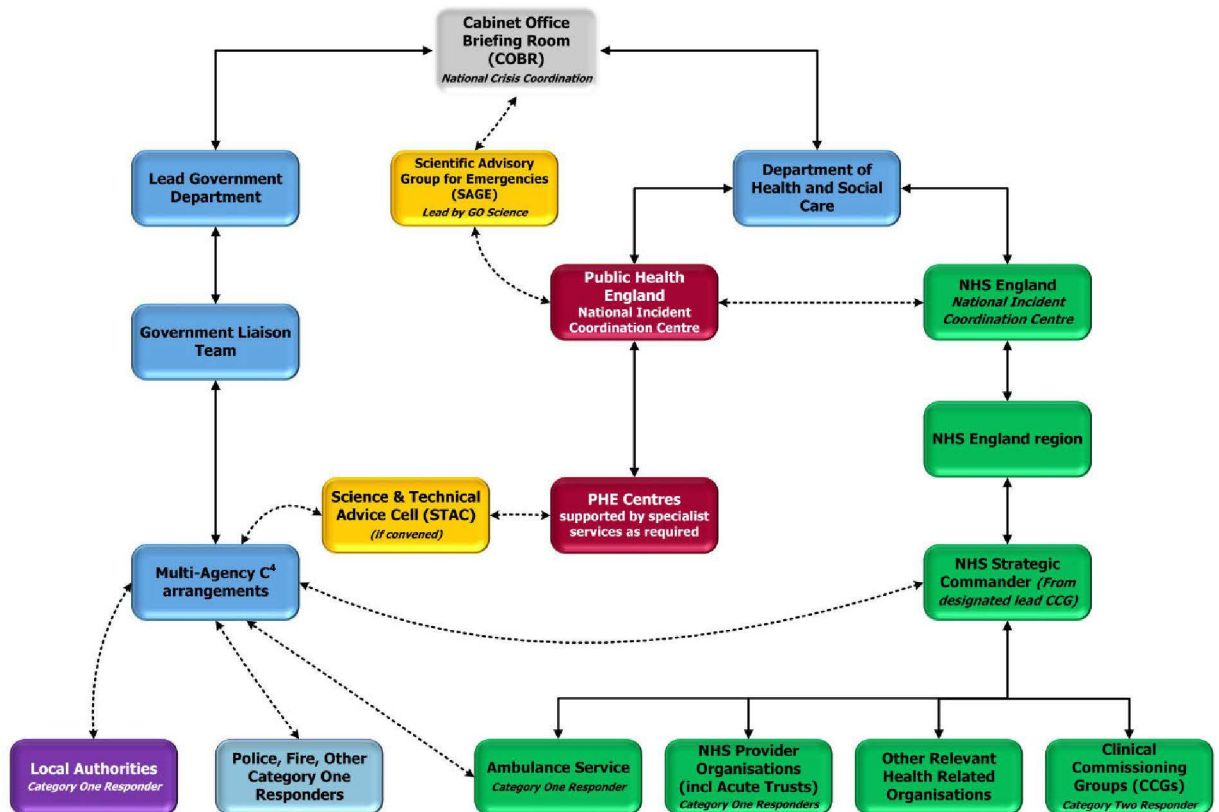 Cabinet Office
Briefing Room
(COBR)
National Crisis Coordination
Lead Government
Department
Scientific Advisory
Group for Emergencies
(SAGE)
Lead by GO Science
Department of
Health and Social
Care
Public Health
England
National Incident
Coordination Centre
NHS England
National Incident
Coordination Centre
Government Liaison
Team
NHS England region
Science & Technical
Advice Cell (STAC)
(if convened)
PHE Centres
supported by specialist
services as required
Multi-Agency C⁴
arrangements
NHS Strategic
Commander (From
designated lead CCG)
Local Authorities
Category One Responder
Police, Fire, Other
Category One
Responders
Ambulance Service
Category One Responder
NHS Provider
Organisations
(incl Acute Trusts)
Category One Responders
Other Relevant
Health Related
Organisations
Clinical
Commissioning
Groups (CCGs)
Category Two Responder